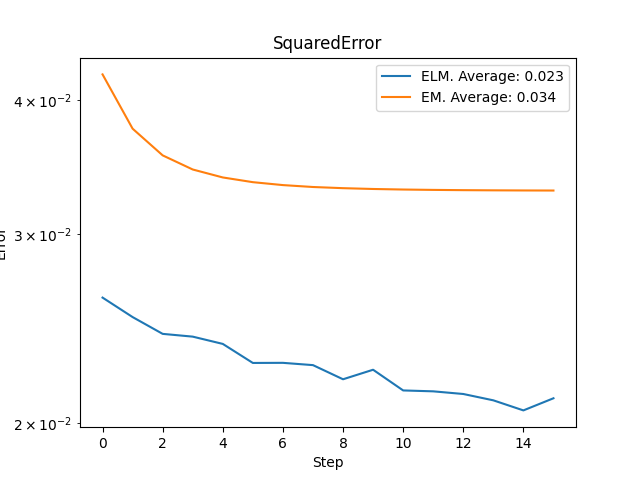 SquaredError
ELM. Average: 0.023
EM. Average: 0.034
4 × 10⁻²
3 × 10⁻²
2 × 10⁻²
Error
0 2 4 6 8 10 12 14
Step